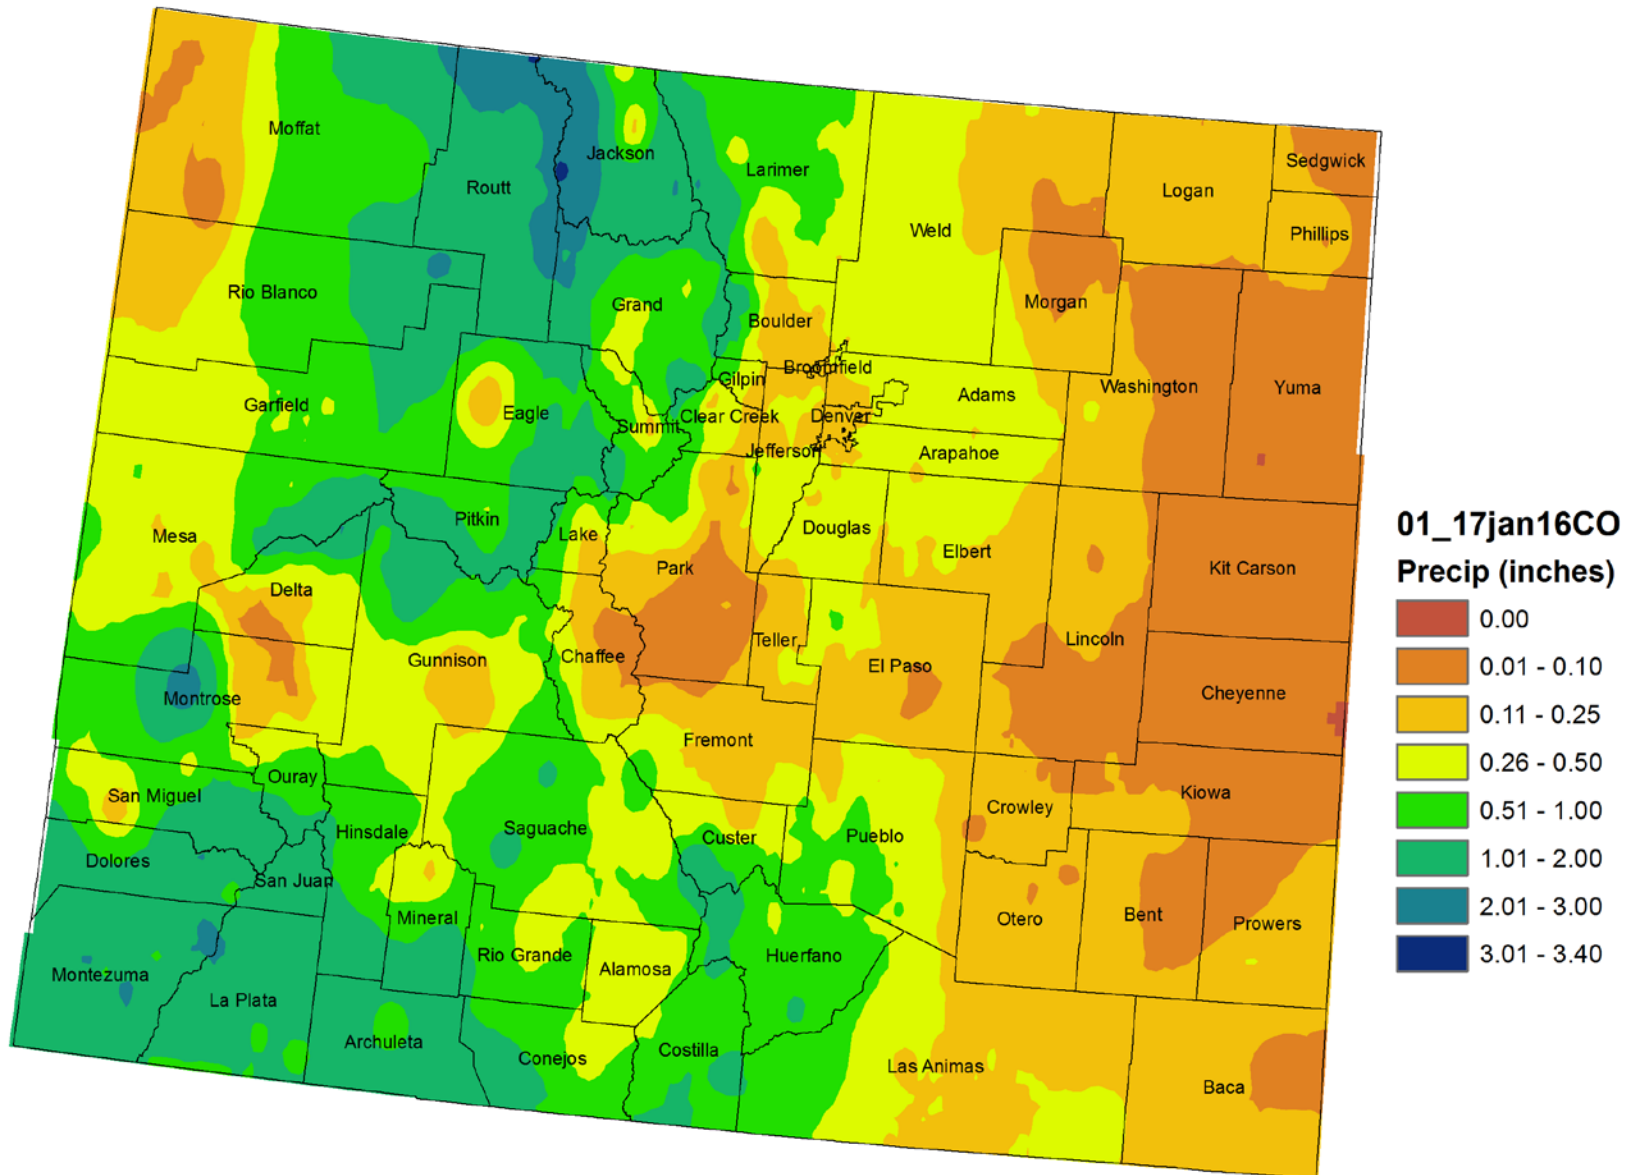 Moffat
Jackson
Larimer
Routt
Sedgwick
Logan
Phillips
Weld
Rio Blanco
Grand
Morgan
Boulder
Broomfield
Gilpin
Washington
Yuma
Garfield
Eagle
Adams
Summit
Clear Creek
Denver
Jefferson
Arapahoe
Mesa
Pitkin
Lake
Douglas
Elbert
Park
Kit Carson
Delta
Teller
Lincoln
Gunnison
Chaffee
El Paso
Cheyenne
Montrose
Fremont
Ouray
San Miguel
Kiowa
Crowley
Hinsdale
Saguache
Custer
Pueblo
Dolores
San Juan
Mineral
Otero
Bent
Prowers
Rio Grande
Huerfano
Alamosa
Montezuma
La Plata
Archuleta
Conejos
Costilla
Las Animas
Baca
01_17jan16CO
Precip (inches)
0.00
0.01 - 0.10
0.11 - 0.25
0.26 - 0.50
0.51 - 1.00
1.01 - 2.00
2.01 - 3.00
3.01 - 3.40